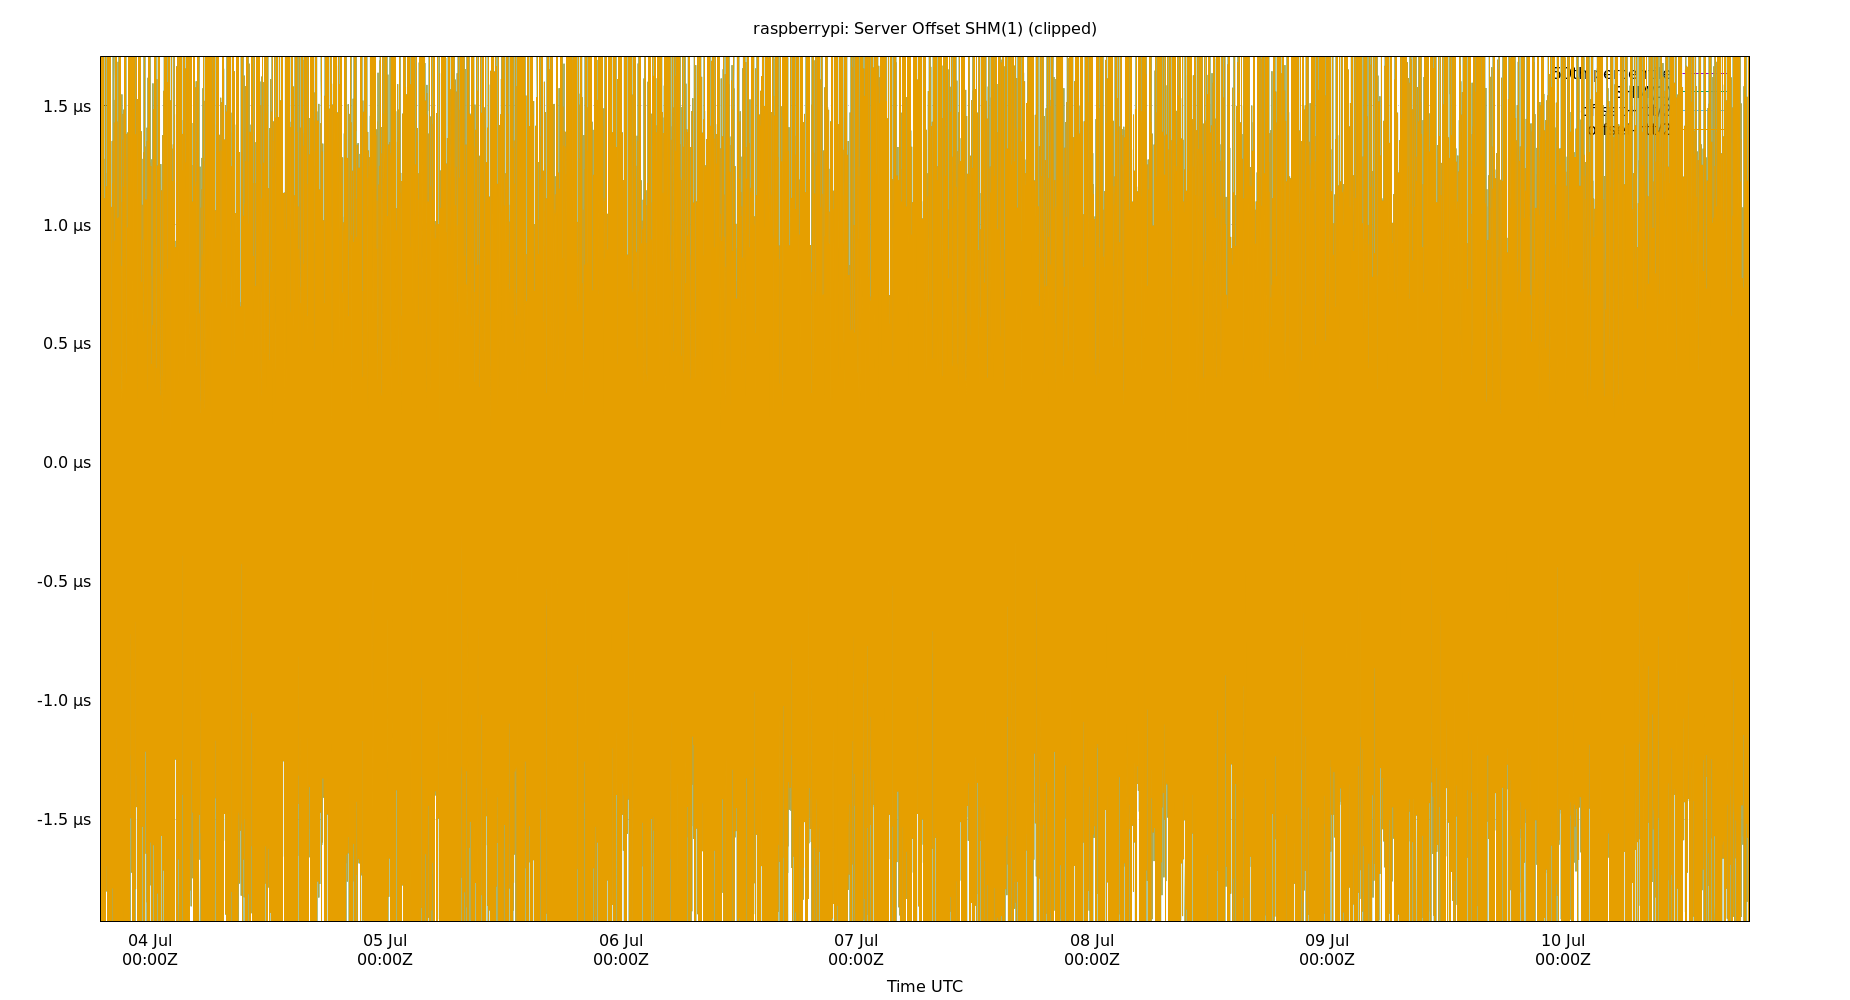 raspberrypi: Server Offset SHM(1) (clipped)
1.5 µs
1.0 µs
0.5 µs
0.0 µs
-0.5 µs
-1.0 µs
-1.5 µs
04 Jul
00:00Z
05 Jul
00:00Z
06 Jul
00:00Z
07 Jul
00:00Z
08 Jul
00:00Z
09 Jul
00:00Z
10 Jul
00:00Z
Time UTC